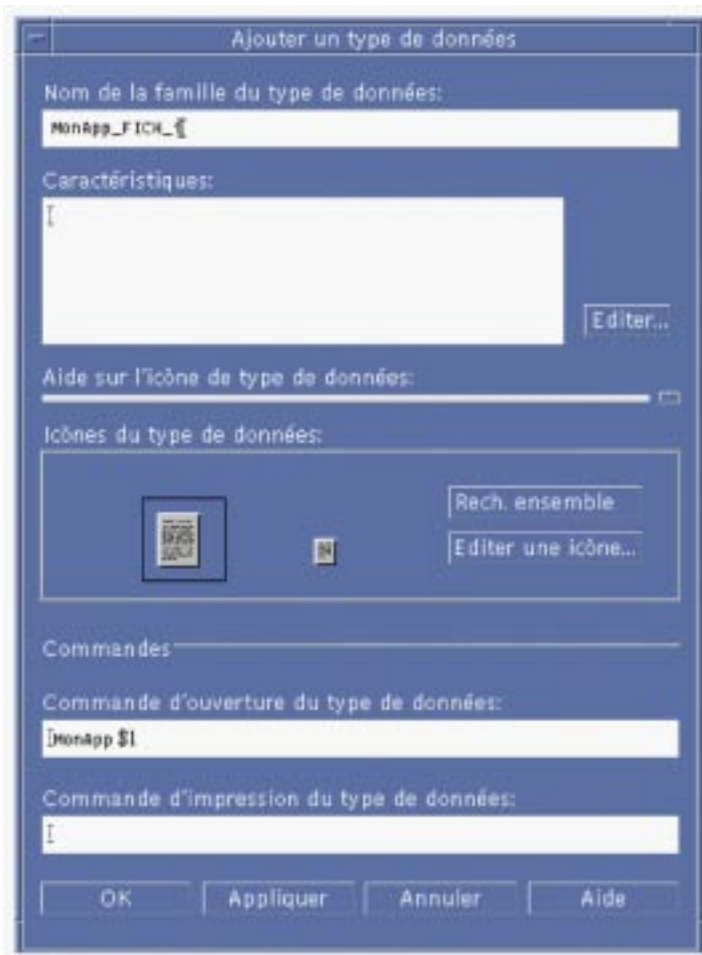 Ajouter un type de données
Nom de la famille du type de données:
MonApp_FICH_
Caractéristiques:
Editer...
Aide sur l'icône de type de données:
Icônes du type de données:
Rech. ensemble
Editer une icône...
Commandes
Commande d'ouverture du type de données:
MonApp $1
Commande d'impression du type de données:
OK Appliquer Annuler Aide